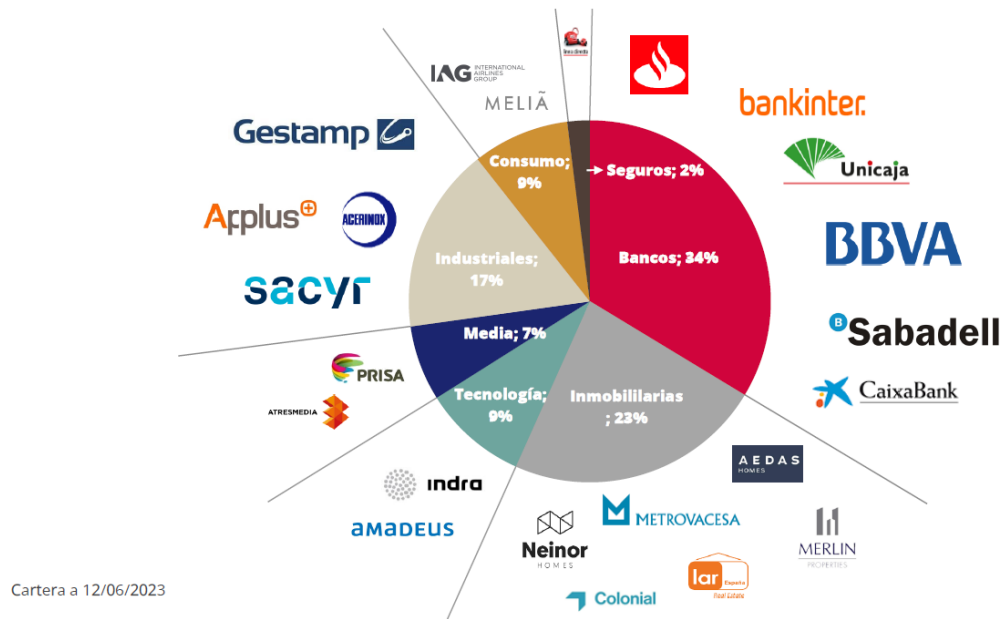 linea directa
IAG INTERNATIONAL
AIRLINES
GROUP
MELIÃ
bankinter.
Gestamp
Unicaja
Consumo;
9%
Seguros; 2%
Applus+
ACERINOX
BBVA
Industriales;
17%
Bancos; 34%
sacyr
B Sabadell
Media; 7%
PRISA
CaixaBank
Tecnología;
9%
Inmobililarias
; 23%
ATRESMEDIA
AEDAS
HOMES
indra
METROVACESA
amadeus
Neinor
HOMES
MERLIN
PROPERTIES
lar España
Real Estate
Colonial
Cartera a 12/06/2023